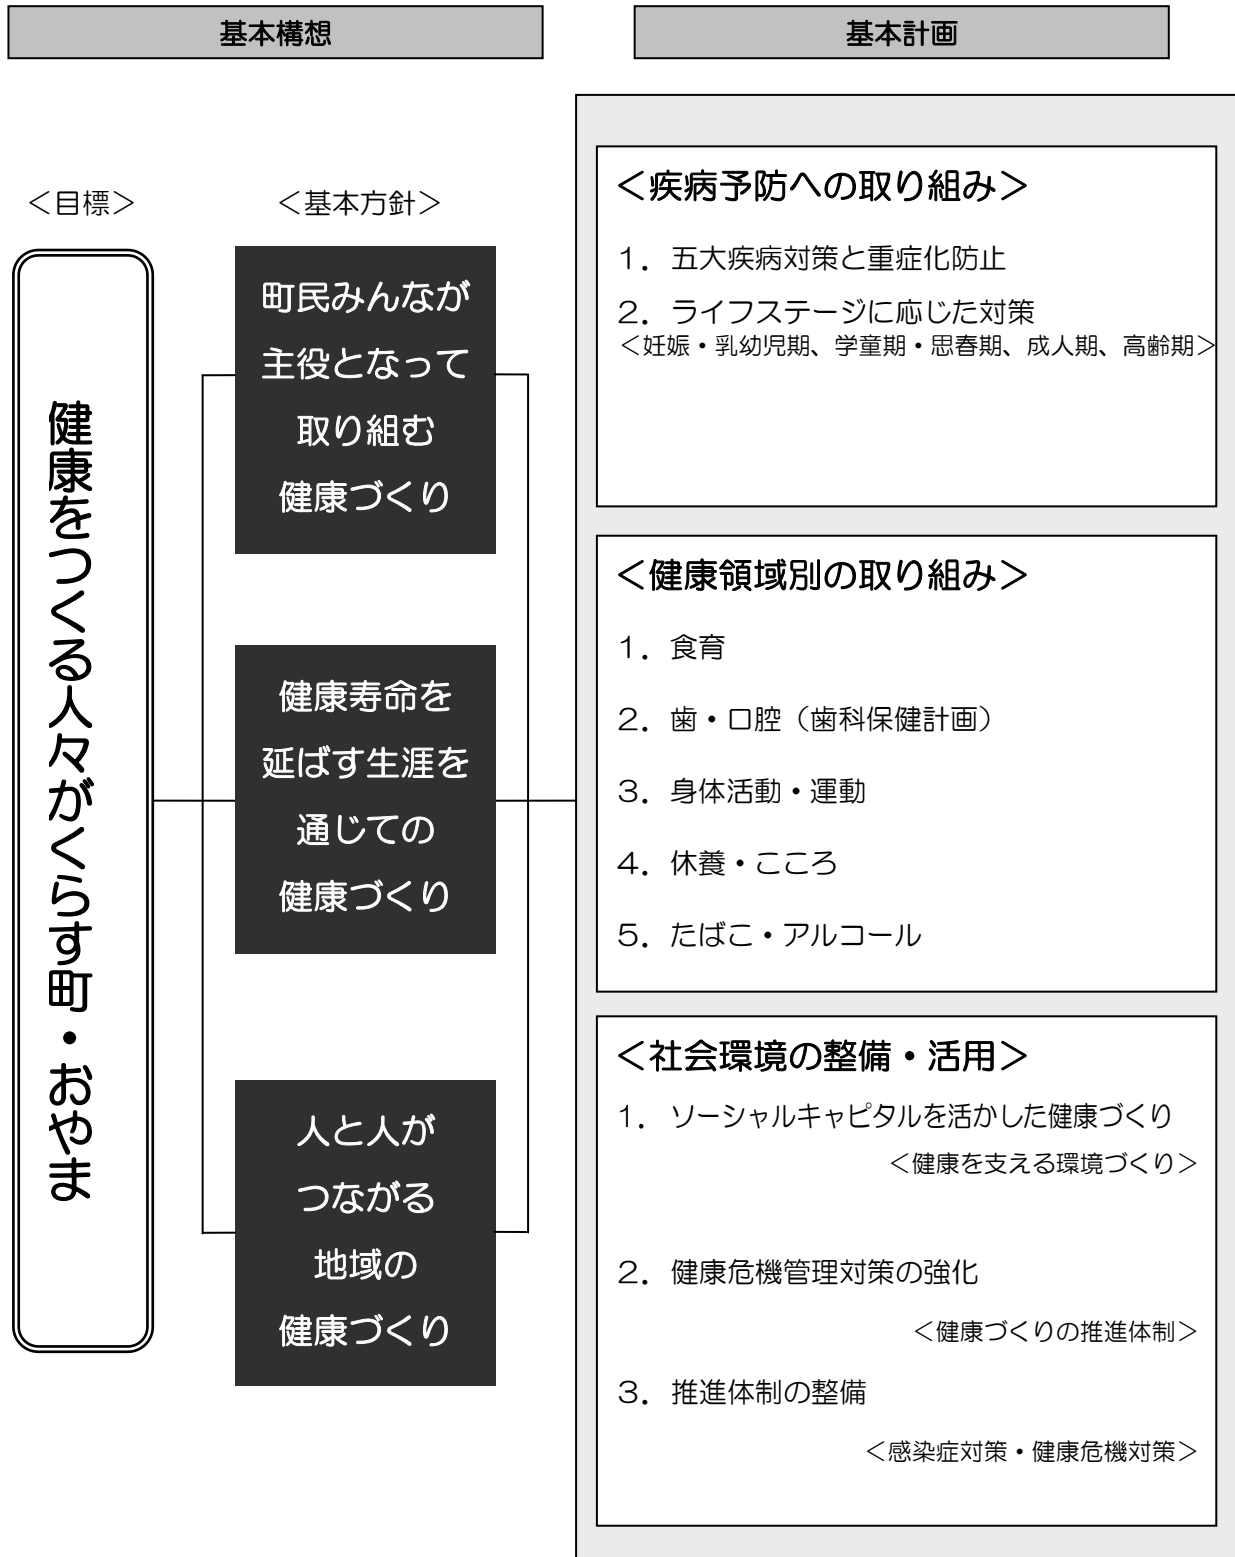 基本構想
基本計画
＜目標＞
＜基本方針＞
健康をつくる人々がくらす町・おやま
町民みんなが
主役となって
取り組む
健康づくり
健康寿命を
延ばす生涯を
通じての
健康づくり
人と人が
つながる
地域の
健康づくり
＜疾病予防への取り組み＞
１．五大疾病対策と重症化防止
２．ライフステージに応じた対策
＜妊娠・乳幼児期、学童期・思春期、成人期、高齢期＞
＜健康領域別の取り組み＞
１．食育
２．歯・口腔（歯科保健計画）
３．身体活動・運動
４．休養・こころ
５．たばこ・アルコール
＜社会環境の整備・活用＞
１．ソーシャルキャピタルを活かした健康づくり
＜健康を支える環境づくり＞
２．健康危機管理対策の強化
＜健康づくりの推進体制＞
３．推進体制の整備
＜感染症対策・健康危機対策＞